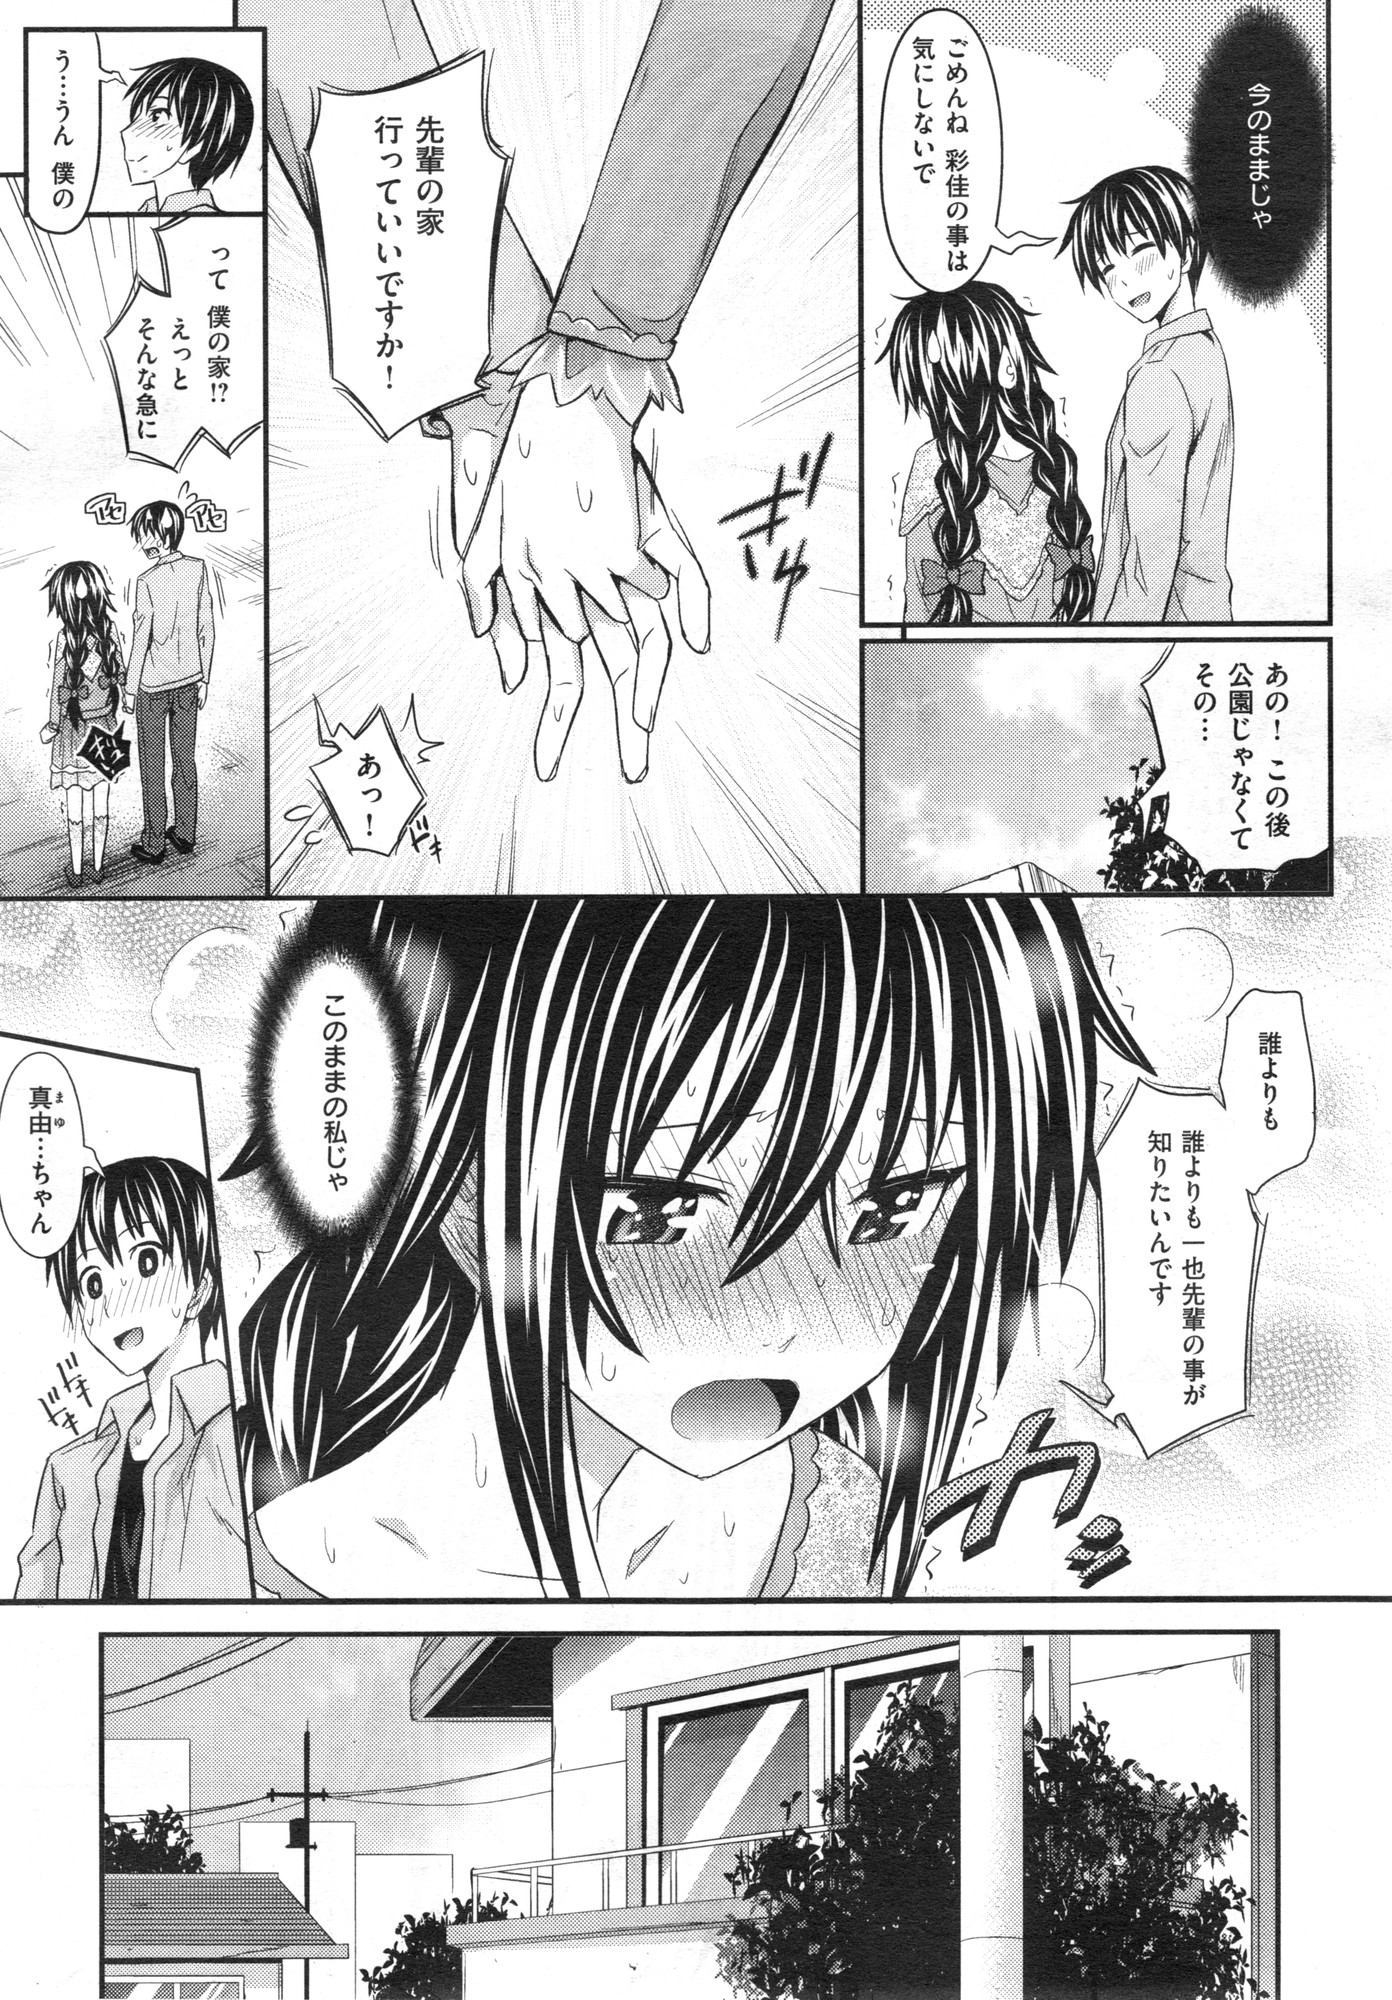 今のままじゃ
ごめんね 彩佳の事は
気にしないで
あの！ この後
公園じゃなくて
その…
先輩の家
行っていいですか！
ぎゅ
あっ！
ドキ
う…うん 僕の
って 僕の家!?
えっと
そんな急に
アセ
アセ
ギュ
誰よりも
誰よりも一也先輩の事が
知りたいんです
このままの私じゃ
カァ
真由…ちゃん
まゆ
ドキ
ドキ